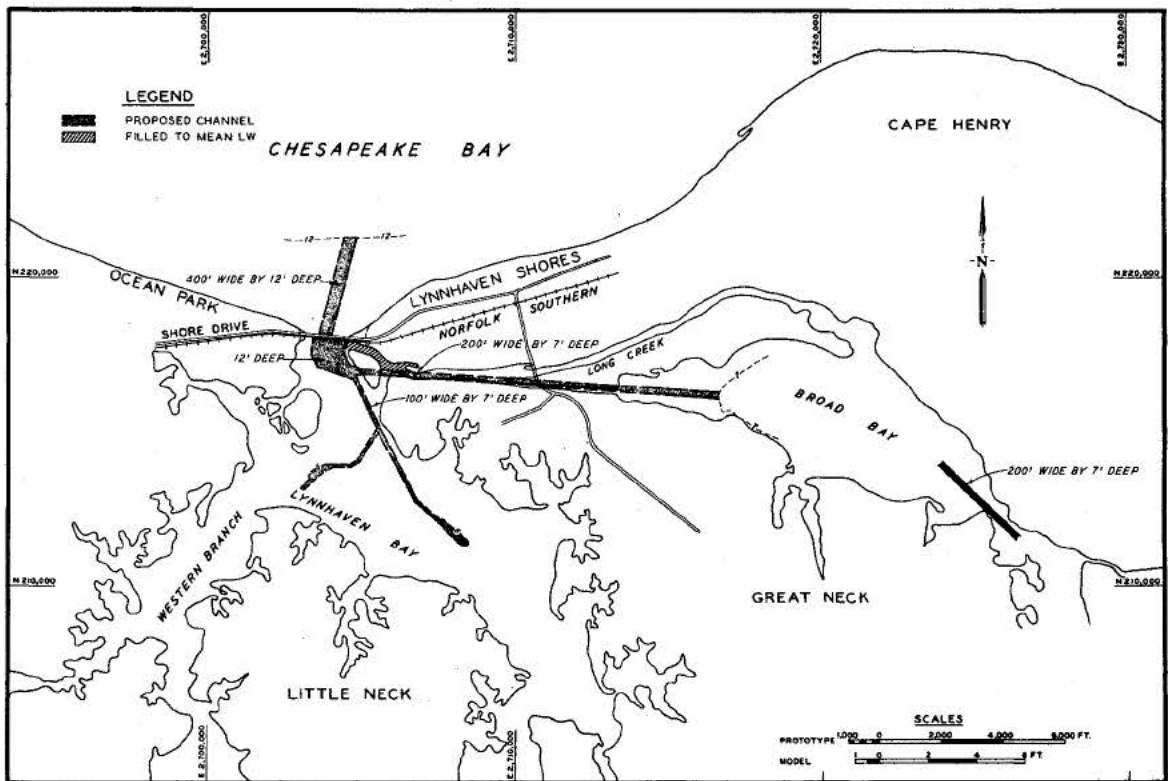 E 2,700,000
E 2,710,000
E 2,720,000
LEGEND
PROPOSED CHANNEL
FILLED TO MEAN LW
CHESAPEAKE BAY
CAPE HENRY
12
12
N
N 220,000
N 220,000
400' WIDE BY 12' DEEP
OCEAN PARK
LYNNHAVEN SHORES
NORFOLK SOUTHERN
SHORE DRIVE
200' WIDE BY 7' DEEP
12' DEEP
LONG CREEK
7
100' WIDE BY 7' DEEP
BROAD BAY
7
200' WIDE BY 7' DEEP
LYNNHAVEN BAY
WESTERN BRANCH
N 210,000
N 210,000
GREAT NECK
LITTLE NECK
SCALES
PROTOTYPE 1,000 0 2,000 4,000 6,000 FT.
MODEL 1 0 2 4 6 FT.
E 2,700,000
E 2,710,000